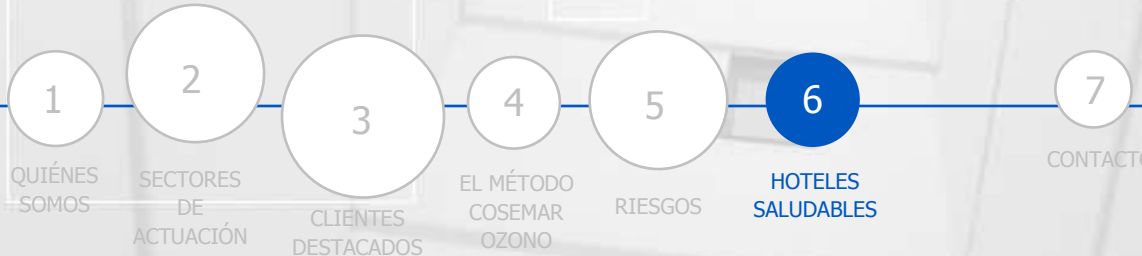 1
QUIÉNES
SOMOS
2
SECTORES
DE
ACTUACIÓN
3
CLIENTES
DESTACADOS
4
EL MÉTODO
COSEMAR
OZONO
5
RIESGOS
6
HOTELES
SALUDABLES
7
CONTACTO